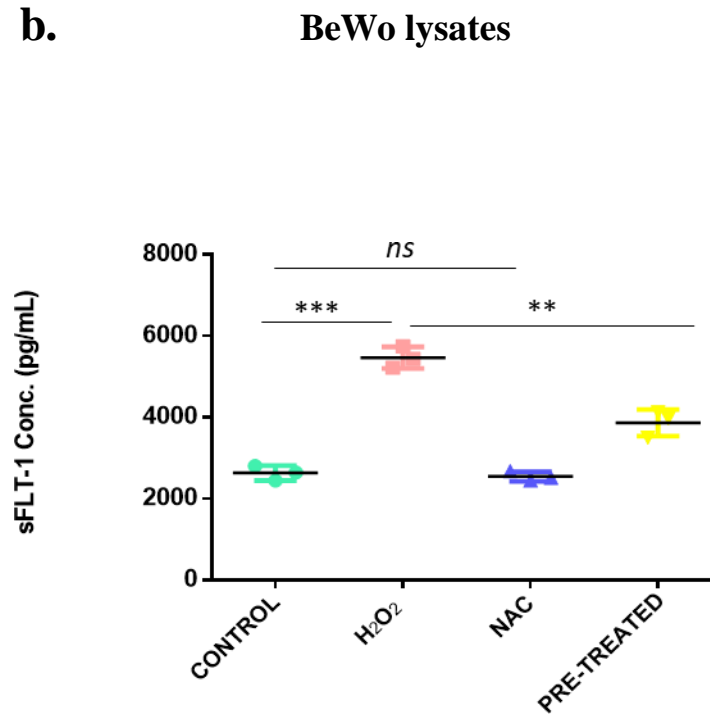 b.
BeWo lysates
sFLT-1 Conc. (pg/mL)
8000
6000
4000
2000
0
ns
***
**
CONTROL
H₂O₂
NAC
PRE-TREATED